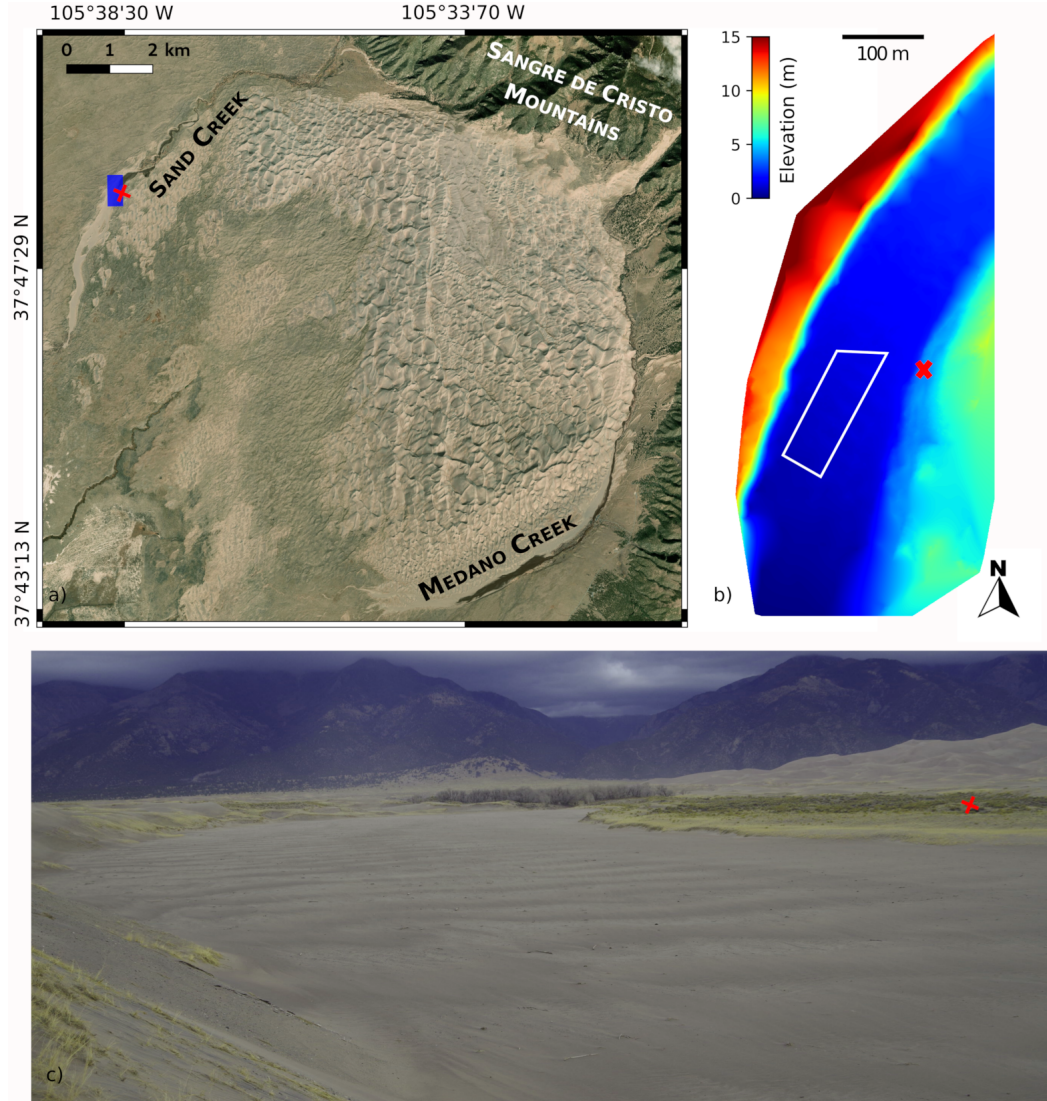 105°38'30 W
105°33'70 W
0 1 2 km
SANGRE DE CRISTO
MOUNTAINS
SAND CREEK
37°47'29 N
37°43'13 N
MEDANO CREEK
a)
15
10
5
0
Elevation (m)
100 m
b)
N
c)